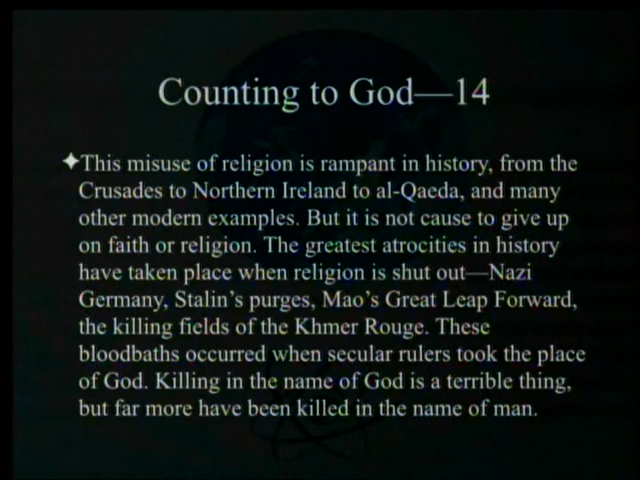 Counting to God—14
✦This misuse of religion is rampant in history, from the
Crusades to Northern Ireland to al-Qaeda, and many
other modern examples. But it is not cause to give up
on faith or religion. The greatest atrocities in history
have taken place when religion is shut out—Nazi
Germany, Stalin’s purges, Mao’s Great Leap Forward,
the killing fields of the Khmer Rouge. These
bloodbaths occurred when secular rulers took the place
of God. Killing in the name of God is a terrible thing,
but far more have been killed in the name of man.